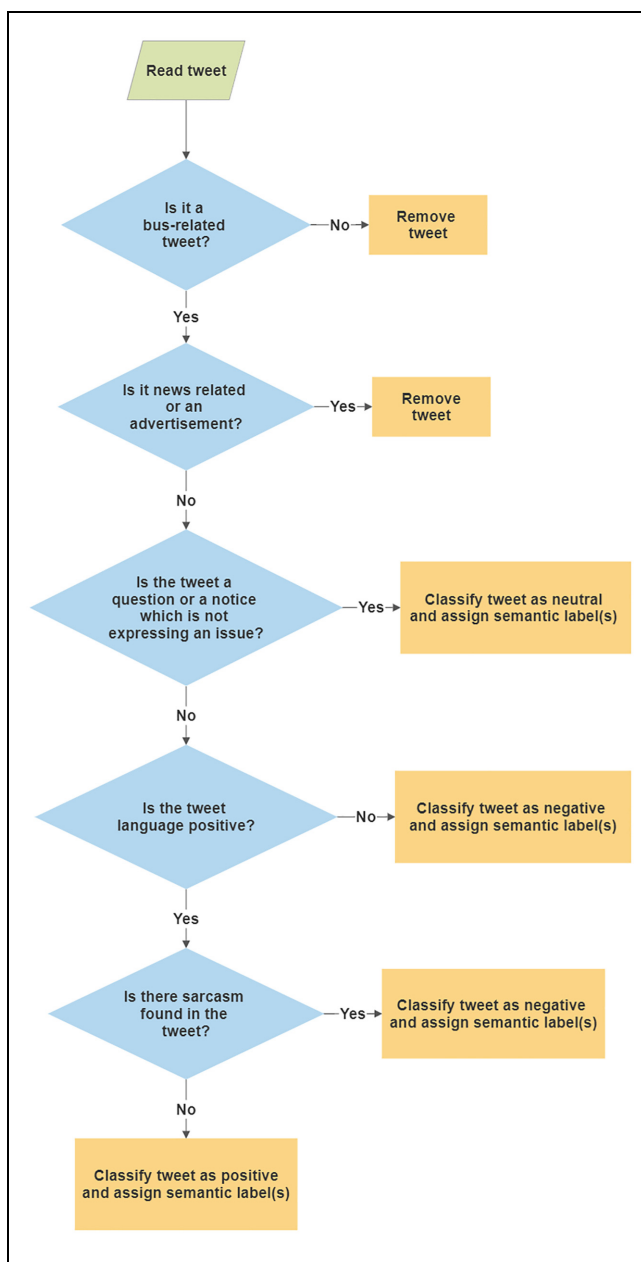 Read tweet
Is it a
bus-related
tweet?
No
Remove
tweet
Yes
Is it news related
or an
advertisement?
Yes
Remove
tweet
No
Is the tweet a
question or a notice
which is not
expressing an issue?
Yes
Classify tweet as neutral
and assign semantic label(s)
No
Is the tweet
language positive?
No
Classify tweet as negative
and assign semantic label(s)
Yes
Is there sarcasm
found in the
tweet?
Yes
Classify tweet as negative
and assign semantic label(s)
No
Classify tweet as positive
and assign semantic label(s)